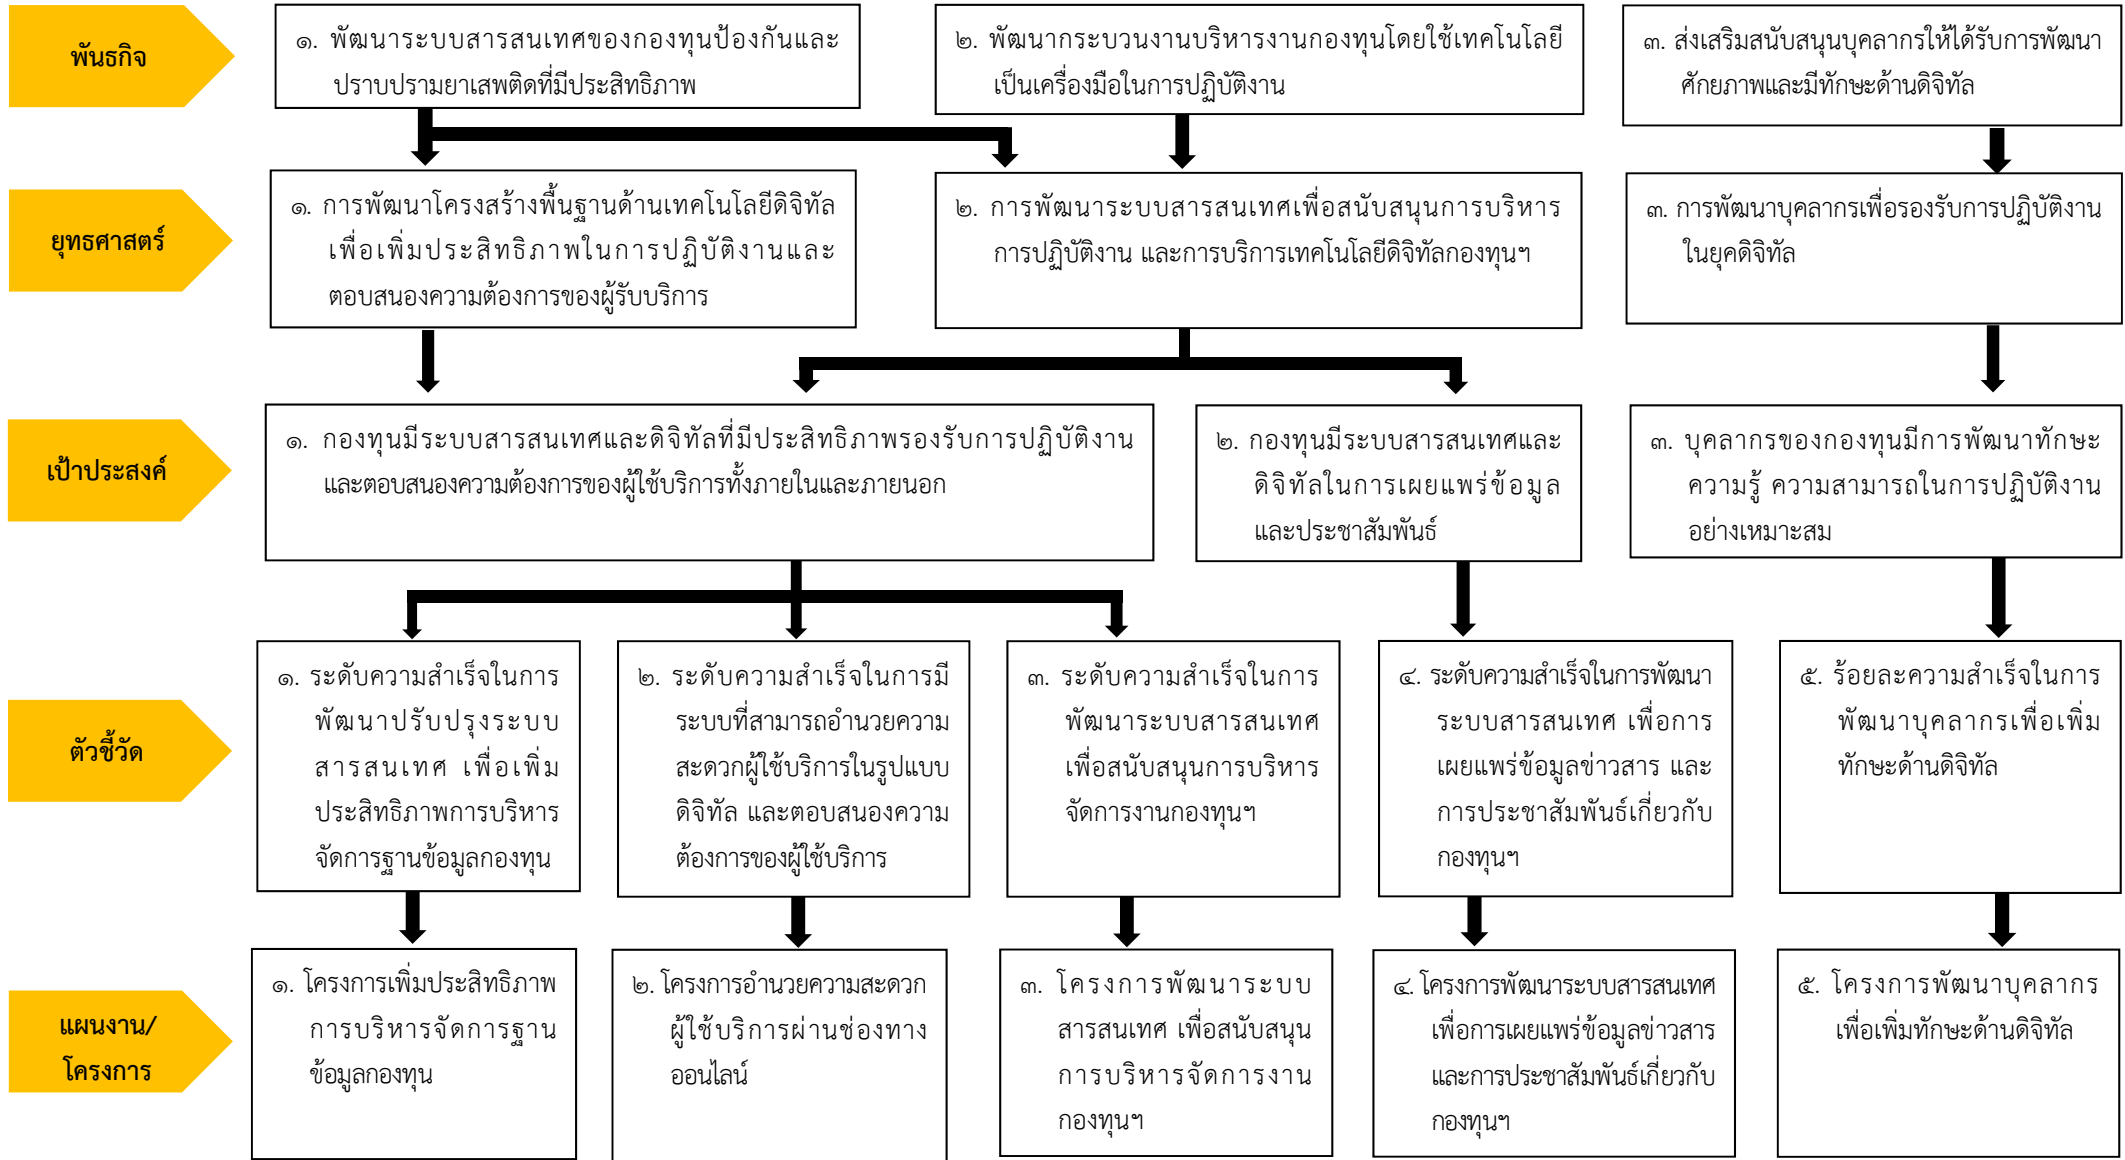 พันธกิจ
๑. พัฒนาระบบสารสนเทศของกองทุนป้องกันและ
ปราบปรามยาเสพติดที่มีประสิทธิภาพ
๒. พัฒนากระบวนงานบริหารงานกองทุนโดยใช้เทคโนโลยี
เป็นเครื่องมือในการปฏิบัติงาน
๓. ส่งเสริมสนับสนุนบุคลากรให้ได้รับการพัฒนา
ศักยภาพและมีทักษะด้านดิจิทัล
ยุทธศาสตร์
๑. การพัฒนาโครงสร้างพื้นฐานด้านเทคโนโลยีดิจิทัล
เพื่อเพิ่มประสิทธิภาพในการปฏิบัติงานและ
ตอบสนองความต้องการของผู้รับบริการ
๒. การพัฒนาระบบสารสนเทศเพื่อสนับสนุนการบริหาร
การปฏิบัติงาน และการบริการเทคโนโลยีดิจิทัลกองทุนฯ
๓. การพัฒนาบุคลากรเพื่อรองรับการปฏิบัติงาน
ในยุคดิจิทัล
เป้าประสงค์
๑. กองทุนมีระบบสารสนเทศและดิจิทัลที่มีประสิทธิภาพรองรับการปฏิบัติงาน
และตอบสนองความต้องการของผู้ใช้บริการทั้งภายในและภายนอก
๒. กองทุนมีระบบสารสนเทศและ
ดิจิทัลในการเผยแพร่ข้อมูล
และประชาสัมพันธ์
๓. บุคลากรของกองทุนมีการพัฒนาทักษะ
ความรู้ ความสามารถในการปฏิบัติงาน
อย่างเหมาะสม
ตัวชี้วัด
๑. ระดับความสำเร็จในการ
พัฒนาปรับปรุงระบบ
สารสนเทศ เพื่อเพิ่ม
ประสิทธิภาพการบริหาร
จัดการฐานข้อมูลกองทุน
๒. ระดับความสำเร็จในการมี
ระบบที่สามารถอำนวยความ
สะดวกผู้ใช้บริการในรูปแบบ
ดิจิทัล และตอบสนองความ
ต้องการของผู้ใช้บริการ
๓. ระดับความสำเร็จในการ
พัฒนาระบบสารสนเทศ
เพื่อสนับสนุนการบริหาร
จัดการงานกองทุนฯ
๔. ระดับความสำเร็จในการพัฒนา
ระบบสารสนเทศ เพื่อการ
เผยแพร่ข้อมูลข่าวสาร และ
การประชาสัมพันธ์เกี่ยวกับ
กองทุนฯ
๕. ร้อยละความสำเร็จในการ
พัฒนาบุคลากรเพื่อเพิ่ม
ทักษะด้านดิจิทัล
แผนงาน/
โครงการ
๑. โครงการเพิ่มประสิทธิภาพ
การบริหารจัดการฐาน
ข้อมูลกองทุน
๒. โครงการอำนวยความสะดวก
ผู้ใช้บริการผ่านช่องทาง
ออนไลน์
๓. โครงการพัฒนาระบบ
สารสนเทศ เพื่อสนับสนุน
การบริหารจัดการงาน
กองทุนฯ
๔. โครงการพัฒนาระบบสารสนเทศ
เพื่อการเผยแพร่ข้อมูลข่าวสาร
และการประชาสัมพันธ์เกี่ยวกับ
กองทุนฯ
๕. โครงการพัฒนาบุคลากร
เพื่อเพิ่มทักษะด้านดิจิทัล